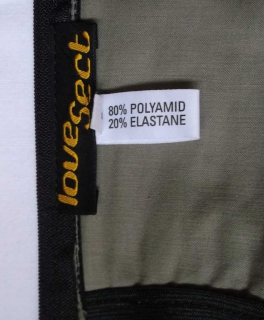 lovesect
80% POLYAMID
20% ELASTANE